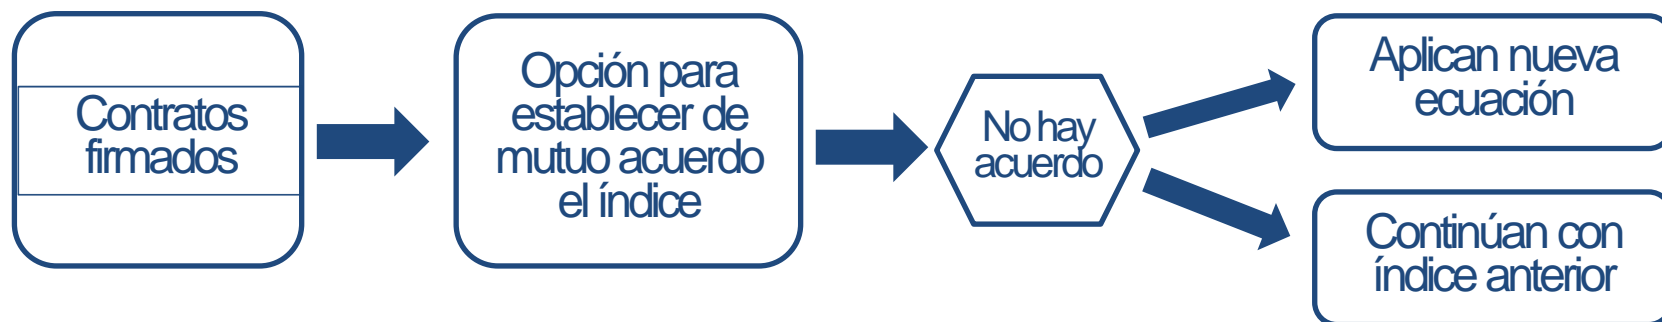 Contratos
firmados
Opción para
establecer de
mutuo acuerdo
el índice
No hay
acuerdo
Aplican nueva
ecuación
Continúan con
índice anterior